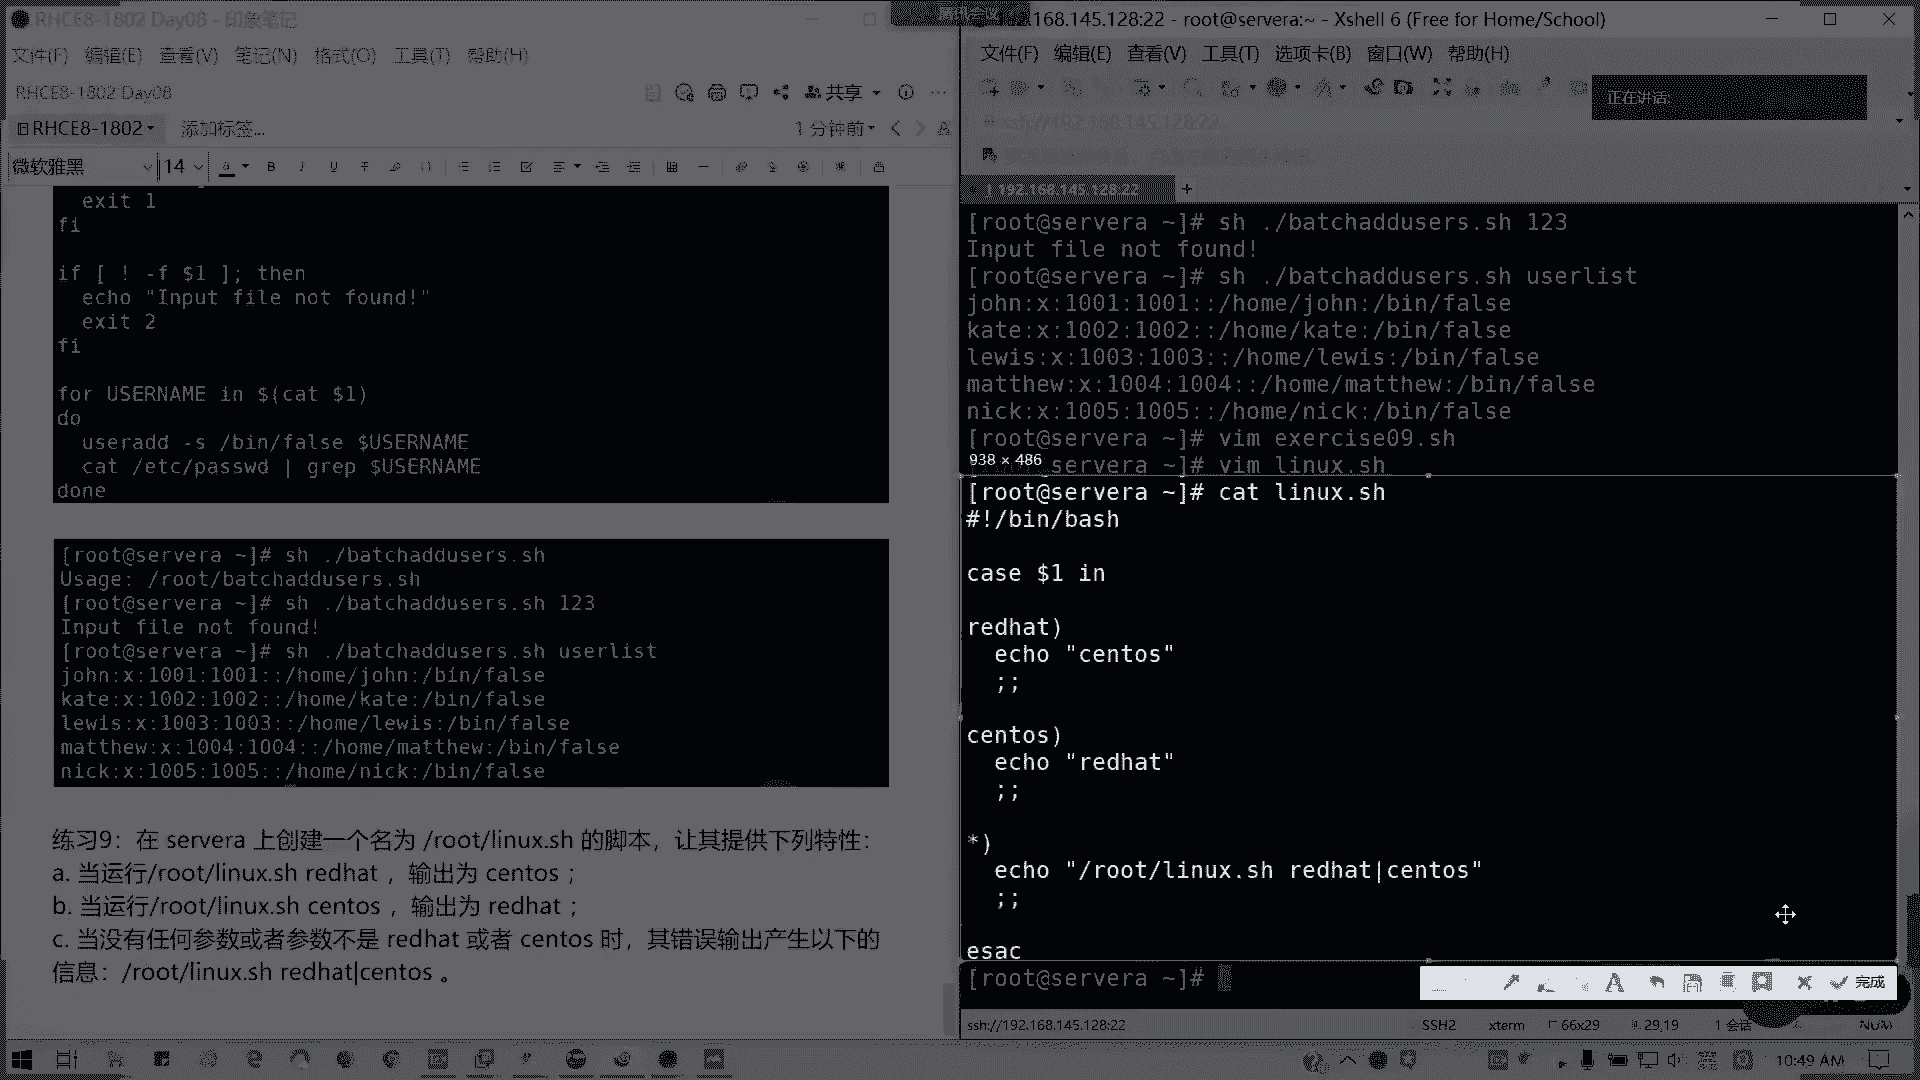 RHCE8-1802 Day08 - 印象笔记
文件(F) 编辑(E) 查看(V) 笔记(N) 格式(O) 工具(T) 帮助(H)
RHCE8-1802 Day08
共享
RHCE8-1802
添加标签...
1 分钟前
微软雅黑
14
exit 1
fi
if [ ! -f $1 ]; then
echo "Input file not found!"
exit 2
fi
for USERNAME in $(cat $1)
do
useradd -s /bin/false $USERNAME
cat /etc/passwd | grep $USERNAME
done
[root@servera ~]# sh ./batchaddusers.sh
Usage: /root/batchaddusers.sh
[root@servera ~]# sh ./batchaddusers.sh 123
Input file not found!
[root@servera ~]# sh ./batchaddusers.sh userlist
john:x:1001:1001::/home/john:/bin/false
kate:x:1002:1002::/home/kate:/bin/false
lewis:x:1003:1003::/home/lewis:/bin/false
matthew:x:1004:1004::/home/matthew:/bin/false
nick:x:1005:1005::/home/nick:/bin/false
练习9：在 servera 上创建一个名为 /root/linux.sh 的脚本，让其提供下列特性：
a. 当运行/root/linux.sh redhat ，输出为 centos；
b. 当运行/root/linux.sh centos ，输出为 redhat；
c. 当没有任何参数或者参数不是 redhat 或者 centos 时，其错误输出产生以下的
信息：/root/linux.sh redhat|centos 。
.168.145.128:22 - root@servera:~ - Xshell 6 (Free for Home/School)
文件(F) 编辑(E) 查看(V) 工具(T) 选项卡(B) 窗口(W) 帮助(H)
正在讲话:
ssh://192.168.145.128:22
1 192.168.145.128:22
[root@servera ~]# sh ./batchaddusers.sh 123
Input file not found!
[root@servera ~]# sh ./batchaddusers.sh userlist
john:x:1001:1001::/home/john:/bin/false
kate:x:1002:1002::/home/kate:/bin/false
lewis:x:1003:1003::/home/lewis:/bin/false
matthew:x:1004:1004::/home/matthew:/bin/false
nick:x:1005:1005::/home/nick:/bin/false
[root@servera ~]# vim exercise09.sh
938 × 486
s:servera ~]# vim linux.sh
[root@servera ~]# cat linux.sh
#!/bin/bash
case $1 in
redhat)
echo "centos"
;;
centos)
echo "redhat"
;;
*)
echo "/root/linux.sh redhat|centos"
;;
esac
[root@servera ~]#
完成
ssh://192.168.145.128:22
SSH2
xterm
66x29
29,19
1 会话
NUM
英
10:49 AM